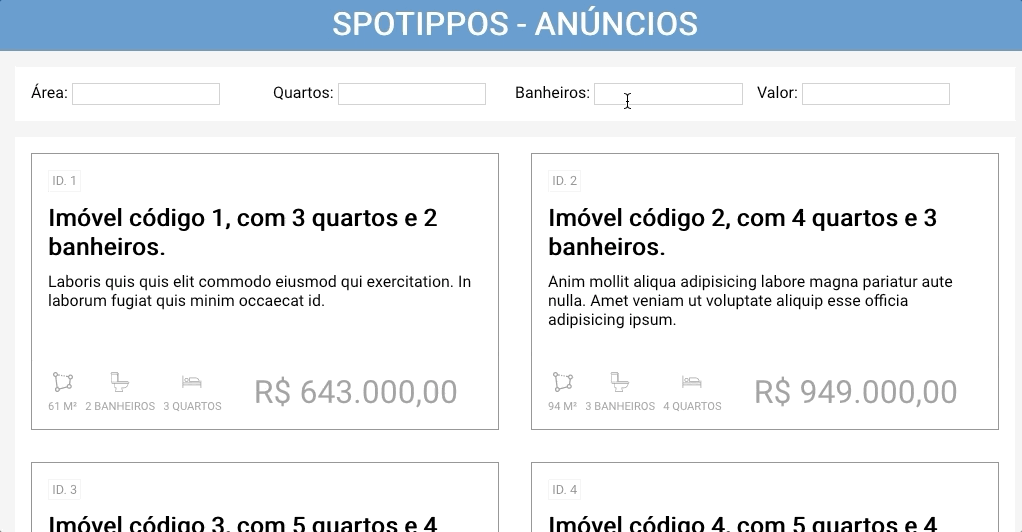 SPOTIPPOS - ANÚNCIOS
Área: Quartos: Banheiros: Valor:
ID. 1
Imóvel código 1, com 3 quartos e 2
banheiros.
Laboris quis quis elit commodo eiusmod qui exercitation. In
laborum fugiat quis minim occaecat id.
61 M² 2 BANHEIROS 3 QUARTOS
R$ 643.000,00
ID. 2
Imóvel código 2, com 4 quartos e 3
banheiros.
Anim mollit aliqua adipisicing labore magna pariatur aute
nulla. Amet veniam ut voluptate aliquip esse officia
adipisicing ipsum.
94 M² 3 BANHEIROS 4 QUARTOS
R$ 949.000,00
ID. 3
Imóvel código 3, com 5 quartos e 4
ID. 4
Imóvel código 4, com 5 quartos e 4